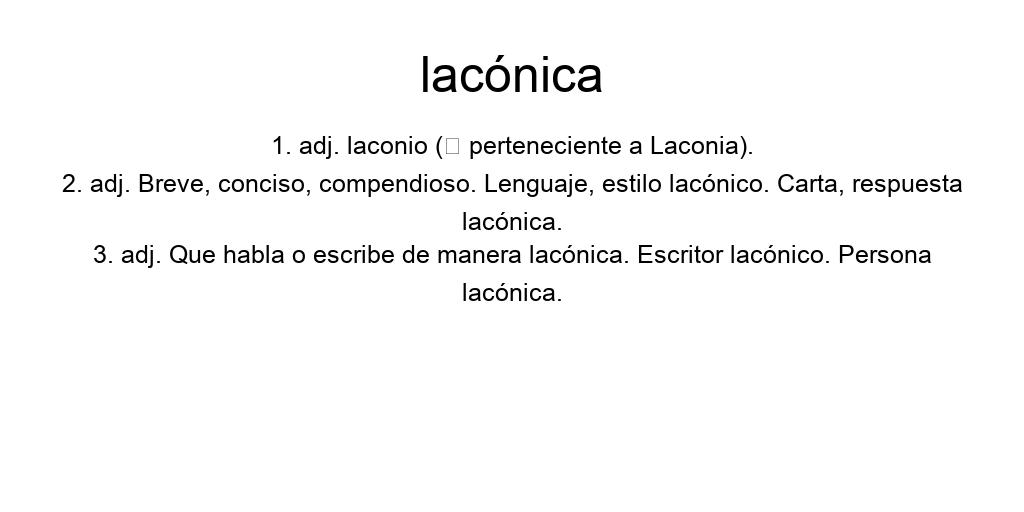 lacónica
1. adj. laconio (▯ perteneciente a Laconia).
2. adj. Breve, conciso, compendioso. Lenguaje, estilo lacónico. Carta, respuesta
lacónica.
3. adj. Que habla o escribe de manera lacónica. Escritor lacónico. Persona
lacónica.